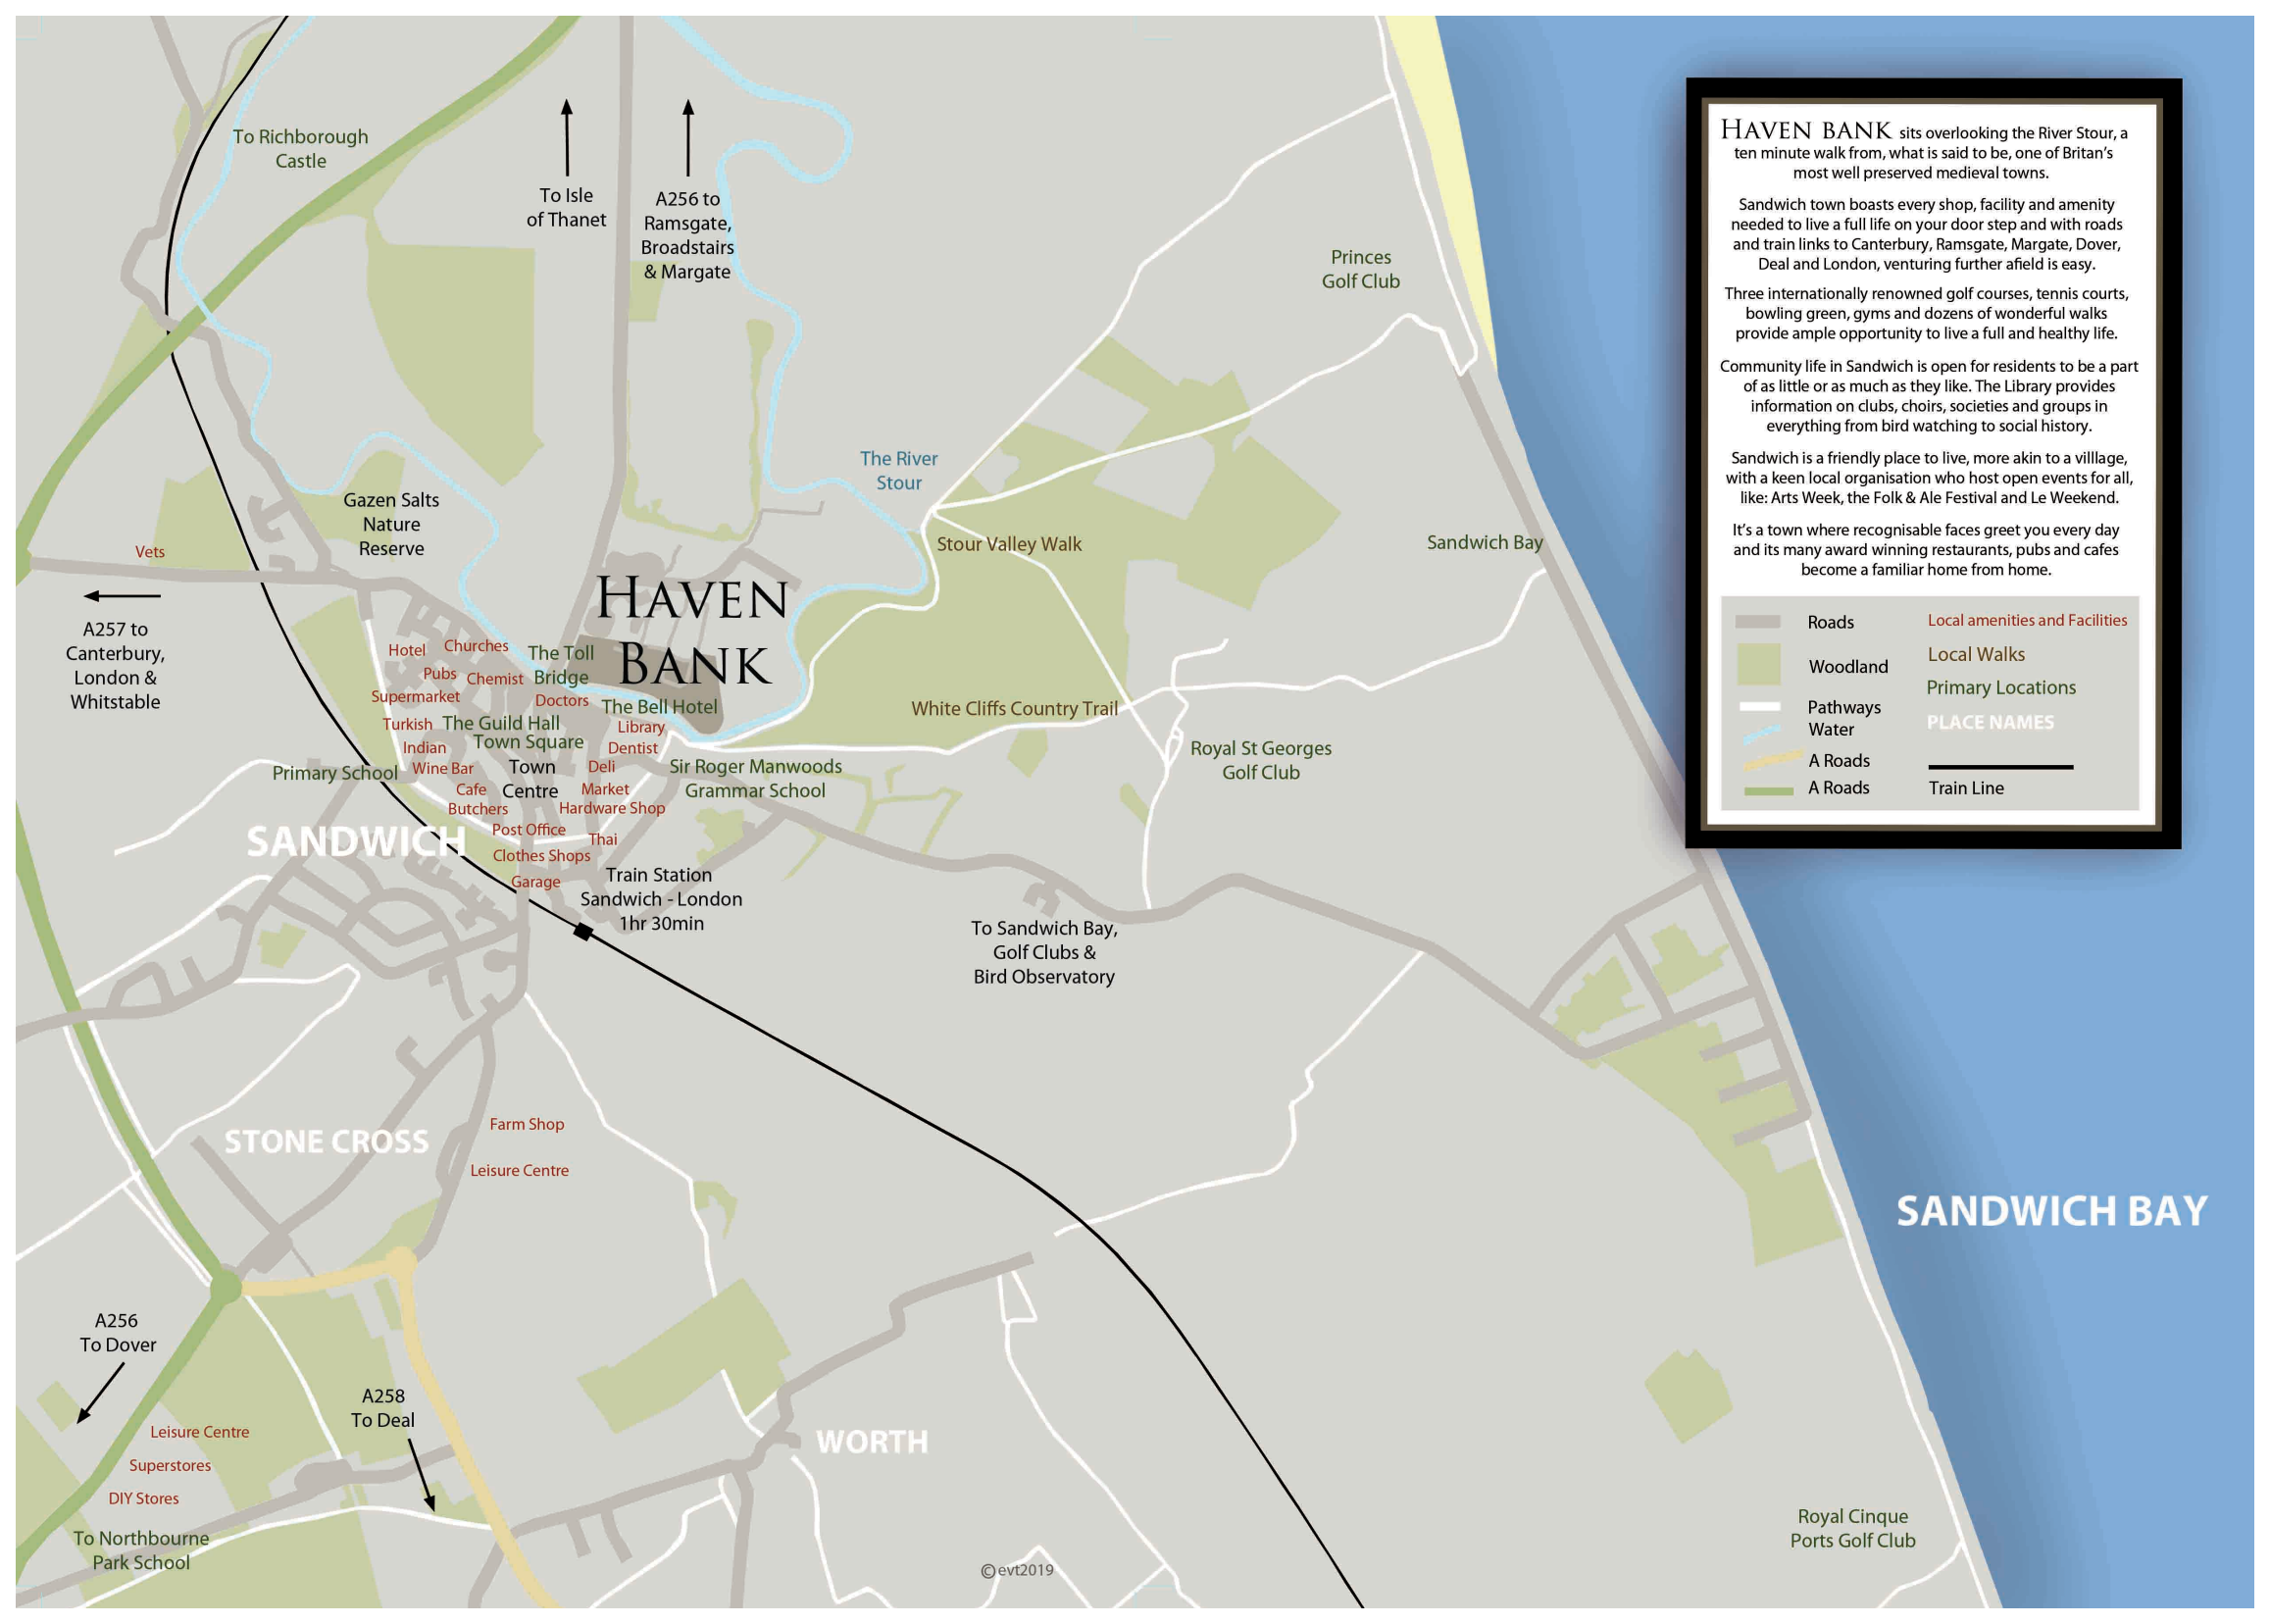 To Richborough
Castle
To Isle
of Thanet
A256 to
Ramsgate,
Broadstairs
& Margate
Princes
Golf Club
The River
Stour
Gazen Salts
Nature
Reserve
Vets
Stour Valley Walk
Sandwich Bay
A257 to
Canterbury,
London &
Whitstable
HAVEN
BANK
Hotel
Churches
The Toll
Bridge
Pubs
Chemist
Supermarket
Doctors
The Bell Hotel
Turkish
The Guild Hall
Library
Town Square
Indian
Dentist
Primary School
Wine Bar
Town
Centre
Deli
Sir Roger Manwoods
Grammar School
Cafe
Market
Butchers
Hardware Shop
Post Office
Thai
Clothes Shops
Garage
Train Station
Sandwich - London
1hr 30min
White Cliffs Country Trail
Royal St Georges
Golf Club
SANDWICH
To Sandwich Bay,
Golf Clubs &
Bird Observatory
Farm Shop
STONE CROSS
Leisure Centre
SANDWICH BAY
A256
To Dover
A258
To Deal
Leisure Centre
Superstores
DIY Stores
To Northbourne
Park School
WORTH
Royal Cinque
Ports Golf Club
©evt2019
HAVEN BANK sits overlooking the River Stour, a
ten minute walk from, what is said to be, one of Britan's
most well preserved medieval towns.
Sandwich town boasts every shop, facility and amenity
needed to live a full life on your door step and with roads
and train links to Canterbury, Ramsgate, Margate, Dover,
Deal and London, venturing further afield is easy.
Three internationally renowned golf courses, tennis courts,
bowling green, gyms and dozens of wonderful walks
provide ample opportunity to live a full and healthy life.
Community life in Sandwich is open for residents to be a part
of as little or as much as they like. The Library provides
information on clubs, choirs, societies and groups in
everything from bird watching to social history.
Sandwich is a friendly place to live, more akin to a villlage,
with a keen local organisation who host open events for all,
like: Arts Week, the Folk & Ale Festival and Le Weekend.
It's a town where recognisable faces greet you every day
and its many award winning restaurants, pubs and cafes
become a familiar home from home.
Roads
Woodland
Pathways
Water
A Roads
A Roads
Local amenities and Facilities
Local Walks
Primary Locations
PLACE NAMES
Train Line